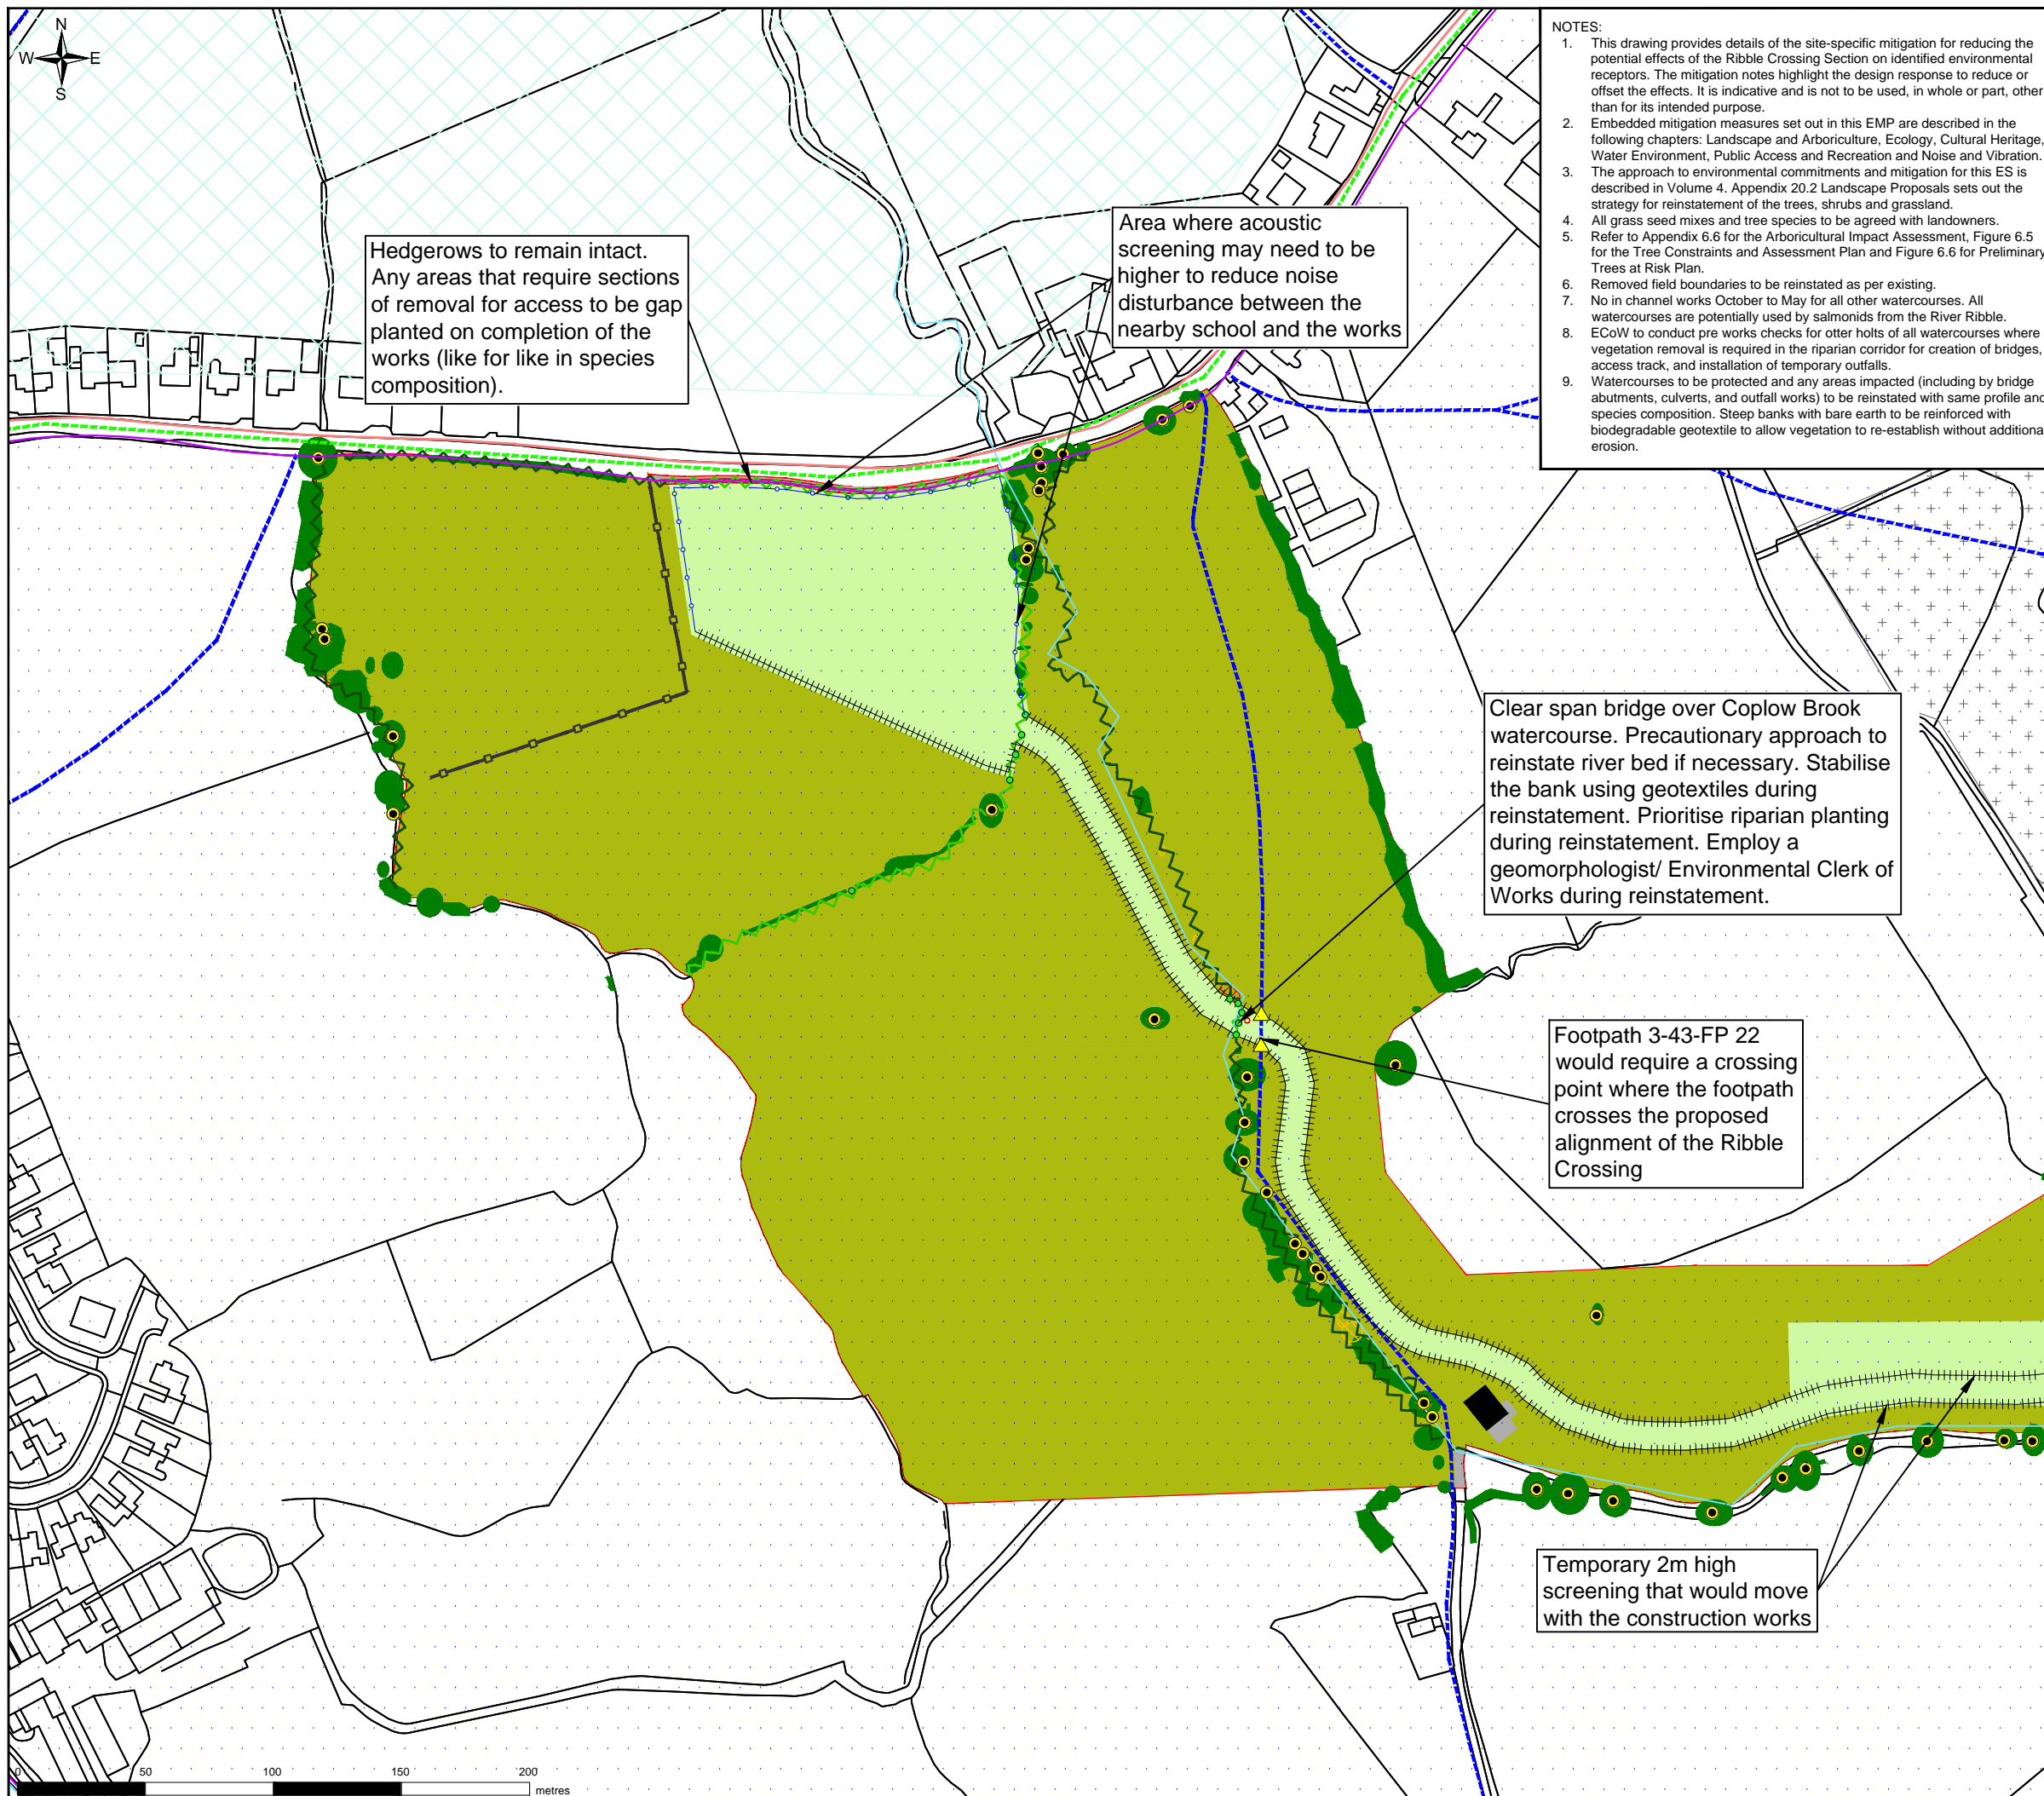 N
W
E
S
NOTES:
1. This drawing provides details of the site-specific mitigation for reducing the
potential effects of the Ribble Crossing Section on identified environmental
receptors. The mitigation notes highlight the design response to reduce or
offset the effects. It is indicative and is not to be used, in whole or part, other
than for its intended purpose.
2. Embedded mitigation measures set out in this EMP are described in the
following chapters: Landscape and Arboriculture, Ecology, Cultural Heritage,
Water Environment, Public Access and Recreation and Noise and Vibration.
3. The approach to environmental commitments and mitigation for this ES is
described in Volume 4. Appendix 20.2 Landscape Proposals sets out the
strategy for reinstatement of the trees, shrubs and grassland.
4. All grass seed mixes and tree species to be agreed with landowners.
5. Refer to Appendix 6.6 for the Arboricultural Impact Assessment, Figure 6.5
for the Tree Constraints and Assessment Plan and Figure 6.6 for Preliminary
Trees at Risk Plan.
6. Removed field boundaries to be reinstated as per existing.
7. No in channel works October to May for all other watercourses. All
watercourses are potentially used by salmonids from the River Ribble.
8. ECoW to conduct pre works checks for otter holts of all watercourses where
vegetation removal is required in the riparian corridor for creation of bridges,
access track, and installation of temporary outfalls.
9. Watercourses to be protected and any areas impacted (including by bridge
abutments, culverts, and outfall works) to be reinstated with same profile and
species composition. Steep banks with bare earth to be reinforced with
biodegradable geotextile to allow vegetation to re-establish without additiona
erosion.
Hedgerows to remain intact.
Any areas that require sections
of removal for access to be gap
planted on completion of the
works (like for like in species
composition).
Area where acoustic
screening may need to be
higher to reduce noise
disturbance between the
nearby school and the works
Clear span bridge over Coplow Brook
watercourse. Precautionary approach to
reinstate river bed if necessary. Stabilise
the bank using geotextiles during
reinstatement. Prioritise riparian planting
during reinstatement. Employ a
geomorphologist/ Environmental Clerk of
Works during reinstatement.
Footpath 3-43-FP 22
would require a crossing
point where the footpath
crosses the proposed
alignment of the Ribble
Crossing
Temporary 2m high
screening that would move
with the construction works
0 50 100 150 200
metres